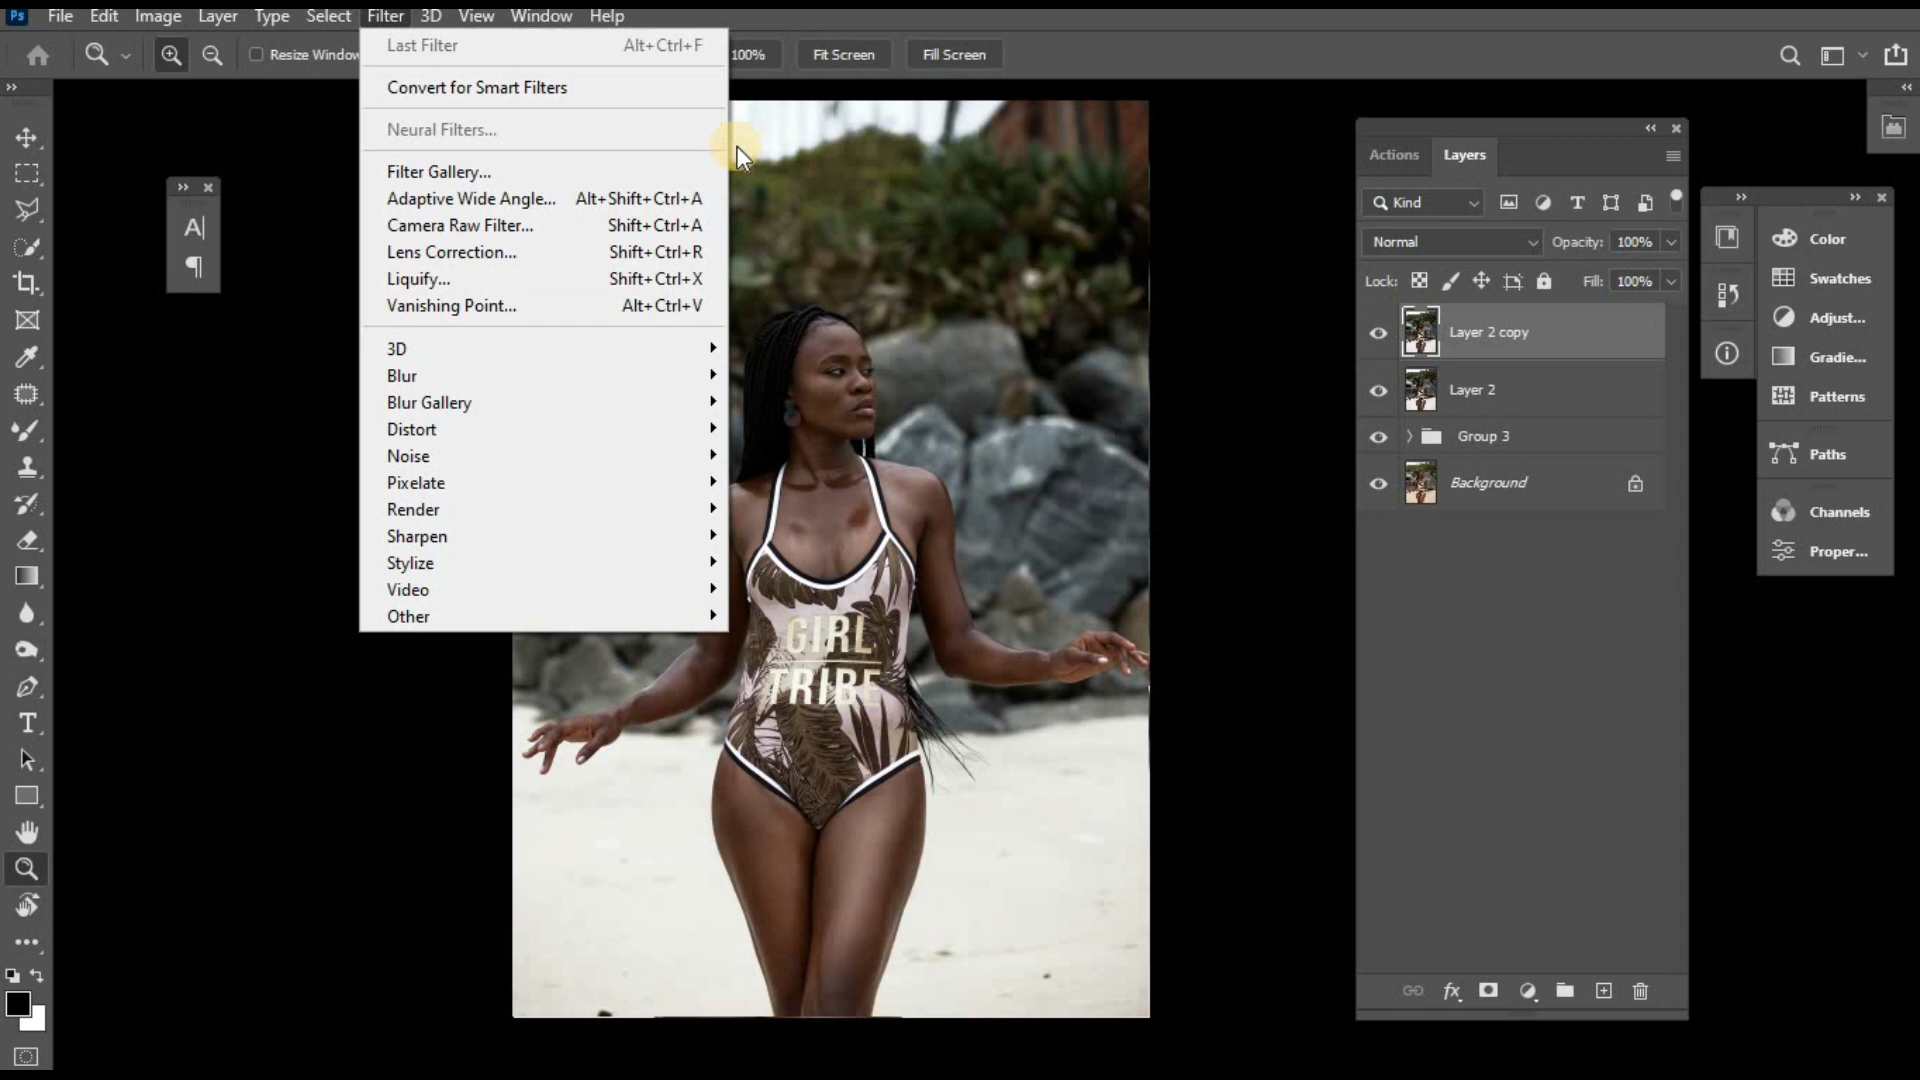 Ps File Edit Image Layer Type Select Filter 3D View Window Help
Resize Window 100% Fit Screen Fill Screen
Last Filter Alt+Ctrl+F
Convert for Smart Filters
Neural Filters...
Filter Gallery...
Adaptive Wide Angle... Alt+Shift+Ctrl+A
Camera Raw Filter... Shift+Ctrl+A
Lens Correction... Shift+Ctrl+R
Liquify... Shift+Ctrl+X
Vanishing Point... Alt+Ctrl+V
3D
Blur
Blur Gallery
Distort
Noise
Pixelate
Render
Sharpen
Stylize
Video
Other
GIRL
TRIBE
Actions Layers
Kind
Normal Opacity: 100%
Lock: Fill: 100%
Layer 2 copy
Layer 2
Group 3
Background
fx
Color
Swatches
Adjust...
Gradie...
Patterns
Paths
Channels
Proper...